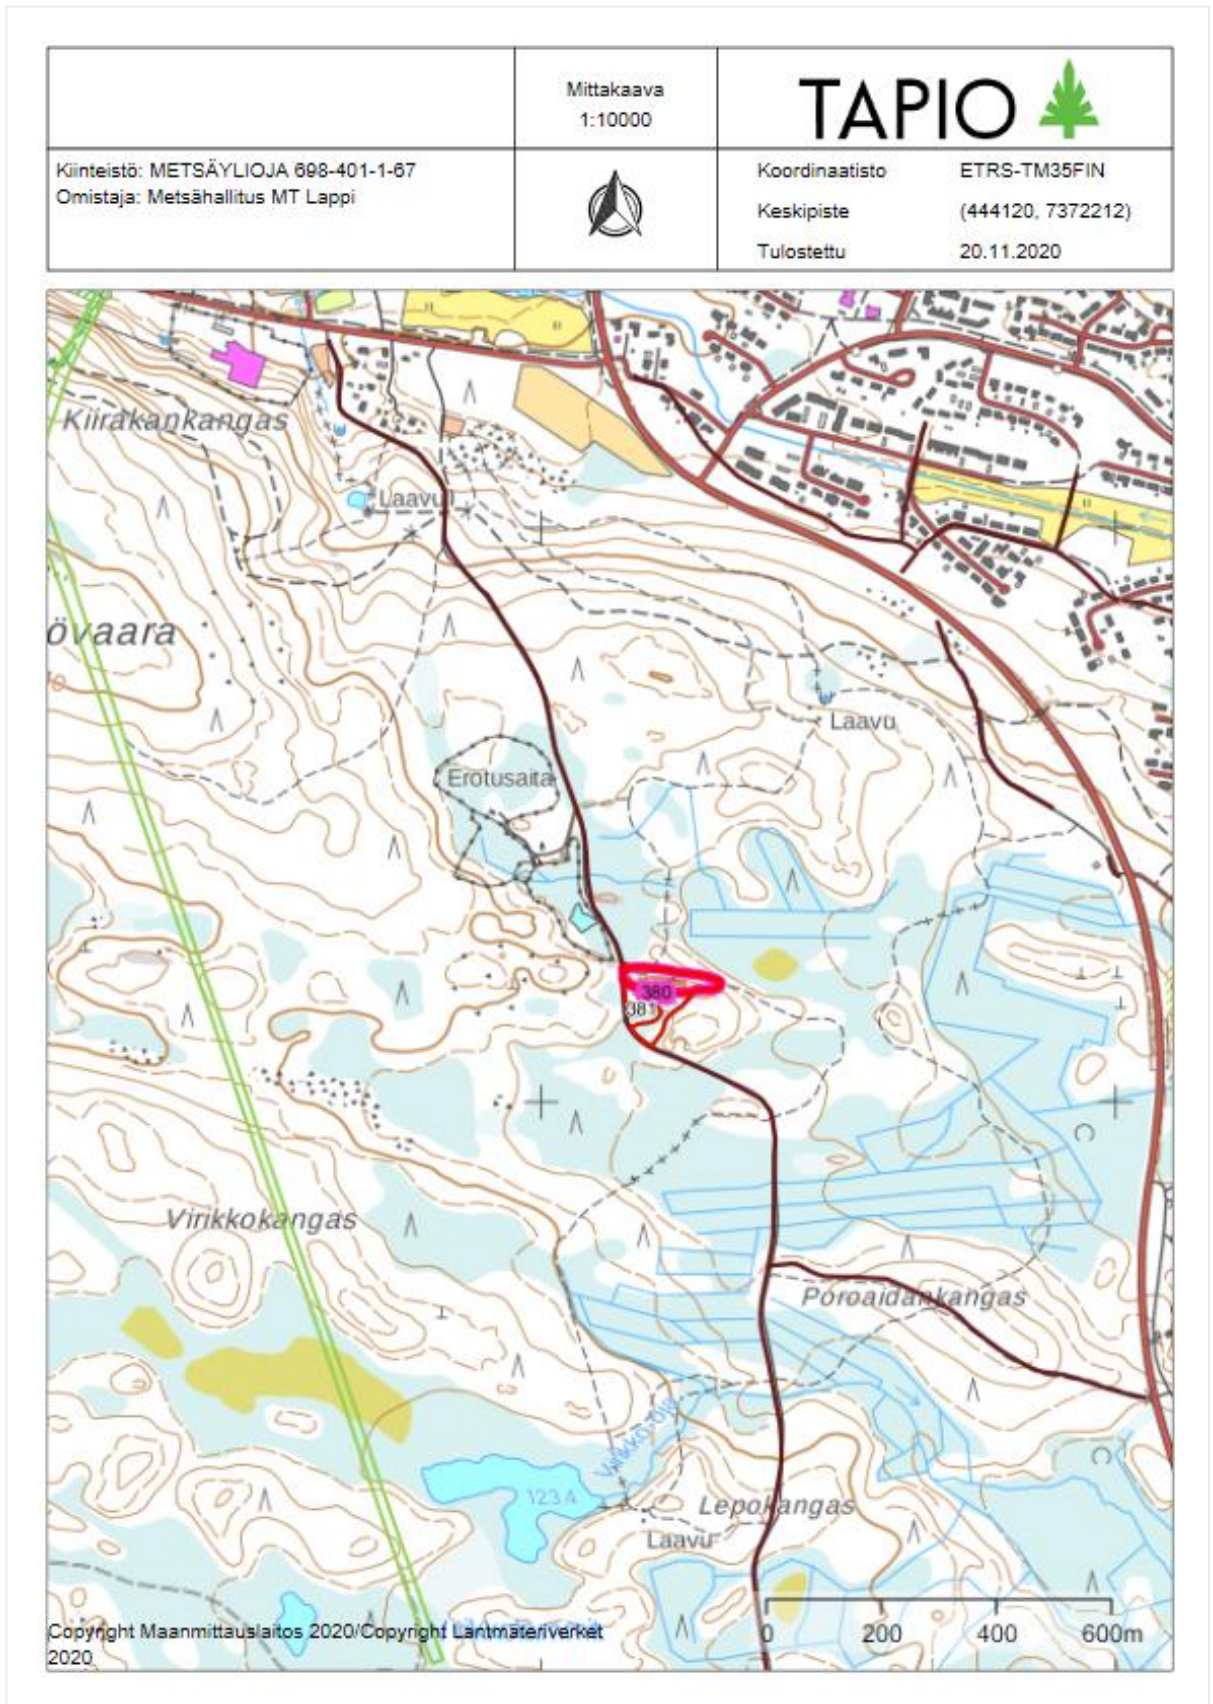 Mittakaava
1:10000
TAPIO
Kiinteistö: METSÄYLIOJA 698-401-1-67
Omistaja: Metsähallitus MT Lappi
Koordinaatisto ETRS-TM35FIN
Keskipiste (444120, 7372212)
Tulostettu 20.11.2020
Kiirakankangas
Laavu
övaara
Laavu
Erotusaita
380
381
Virikkokangas
Poroaidankangas
123.4
Lepokangas
Laavu
0 200 400 600m
Copyright Maanmittauslaitos 2020/Copyright Lantmäteriverket
2020